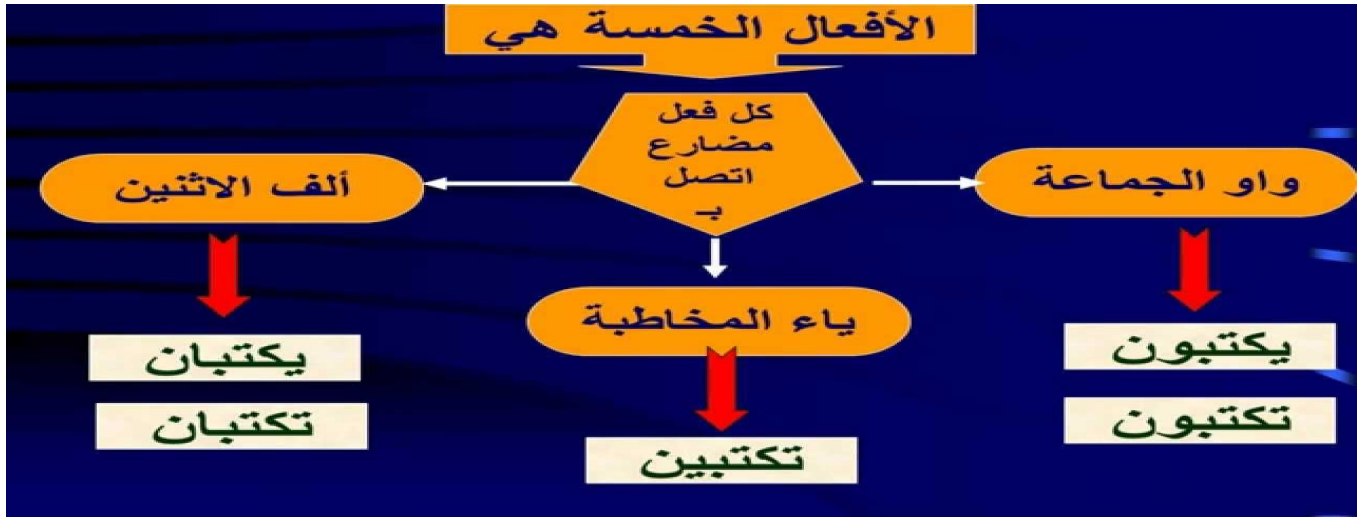 الأفعال الخمسة هي
كل فعل
مضارع
اتصل
بـ
واو الجماعة
ألف الاثنين
ياء المخاطبة
يكتبون
تكتبون
يكتبان
تكتبان
تكتبين